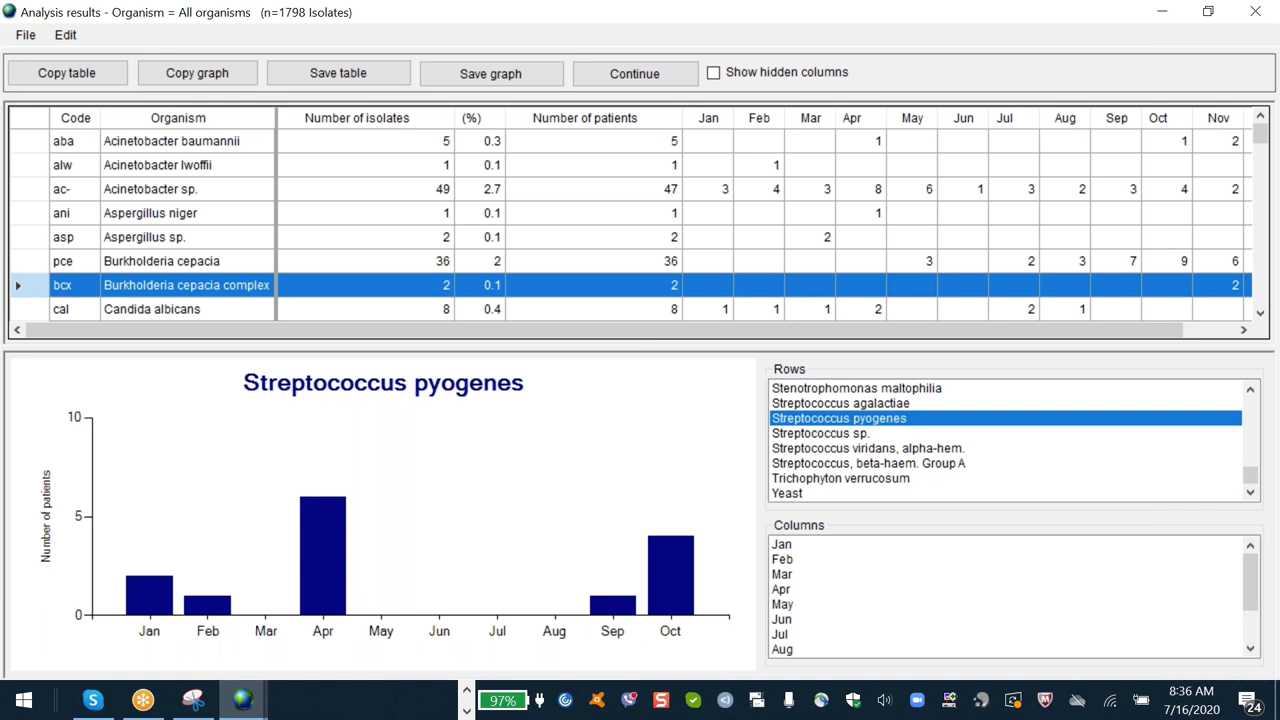 Analysis results - Organism = All organisms   (n=1798 Isolates)
File Edit
Copy table Copy graph Save table Save graph Continue Show hidden columns
Code Organism Number of isolates (%) Number of patients Jan Feb Mar Apr May Jun Jul Aug Sep Oct Nov
aba Acinetobacter baumannii 5 0.3 5 1 1 2
alw Acinetobacter lwoffii 1 0.1 1 1
ac- Acinetobacter sp. 49 2.7 47 3 4 3 8 6 1 3 2 3 4 2
ani Aspergillus niger 1 0.1 1 1
asp Aspergillus sp. 2 0.1 2 2
pce Burkholderia cepacia 36 2 36 3 2 3 7 9 6
bcx Burkholderia cepacia complex 2 0.1 2 2
cal Candida albicans 8 0.4 8 1 1 1 2 2 1
Streptococcus pyogenes
Number of patients
10
5
0
Jan Feb Mar Apr May Jun Jul Aug Sep Oct
Rows
Stenotrophomonas maltophilia
Streptococcus agalactiae
Streptococcus pyogenes
Streptococcus sp.
Streptococcus viridans, alpha-hem.
Streptococcus, beta-haem. Group A
Trichophyton verrucosum
Yeast
Columns
Jan
Feb
Mar
Apr
May
Jun
Jul
Aug
97%
8:36 AM
7/16/2020
24